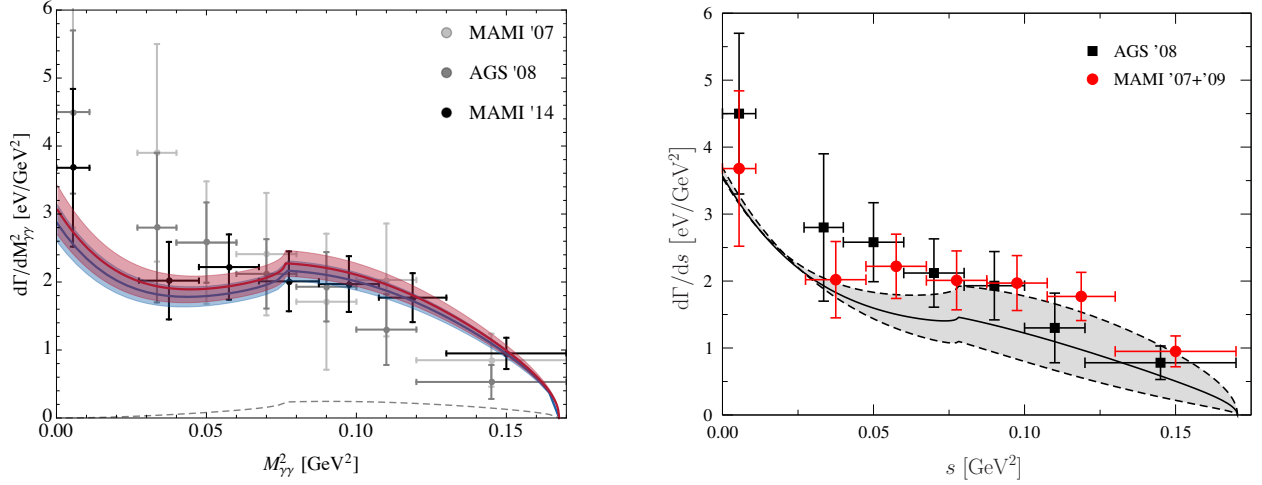 MAMI '07
AGS '08
MAMI '14
dΓ/dM²γγ [eV/GeV²]
6
5
4
3
2
1
0
0.00 0.05 0.10 0.15
M²γγ [GeV²]
AGS '08
MAMI '07+'09
dΓ/ds [eV/GeV²]
6
5
4
3
2
1
0
0.00 0.05 0.10 0.15
s [GeV²]